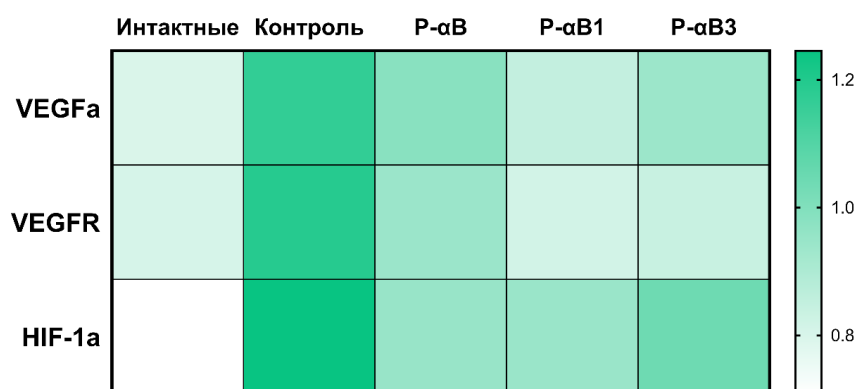 Интактные Контроль P-αB P-αB1 P-αB3
VEGFa
VEGFR
HIF-1a
1.2
1.0
0.8